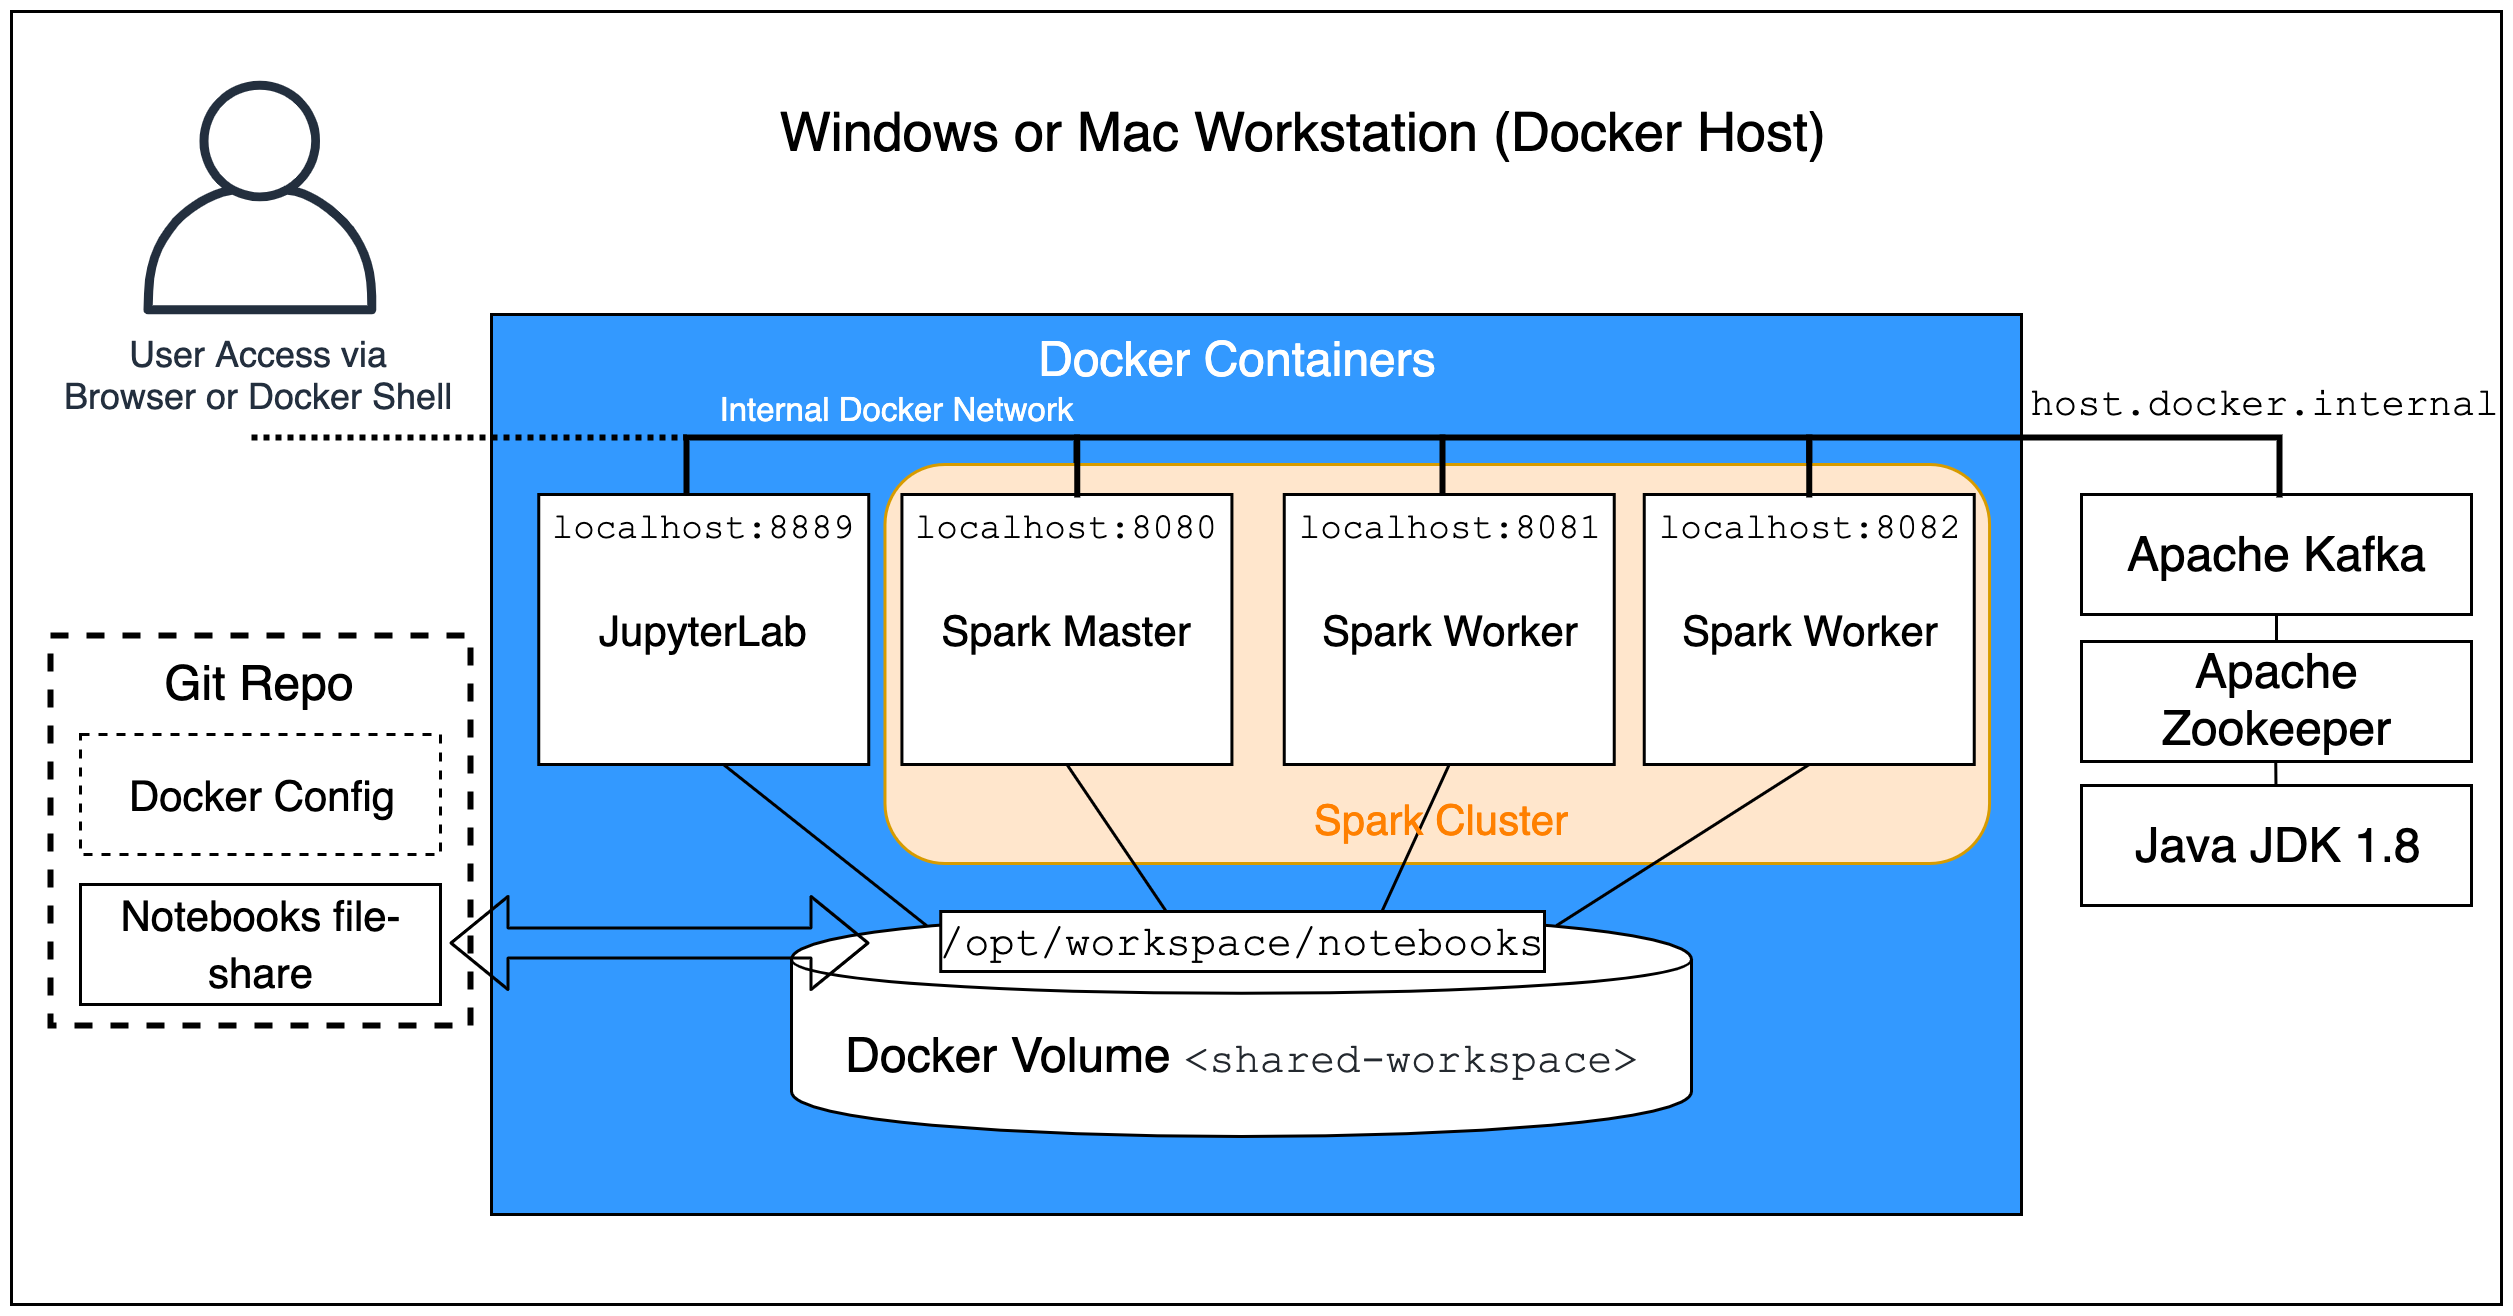 Windows or Mac Workstation (Docker Host)
User Access via
Browser or Docker Shell
Docker Containers
Internal Docker Network
host.docker.internal
localhost:8889
JupyterLab
localhost:8080
Spark Master
localhost:8081
Spark Worker
localhost:8082
Spark Worker
Spark Cluster
Apache Kafka
Apache
Zookeeper
Java JDK 1.8
Git Repo
Docker Config
Notebooks file-
share
/opt/workspace/notebooks
Docker Volume <shared-workspace>